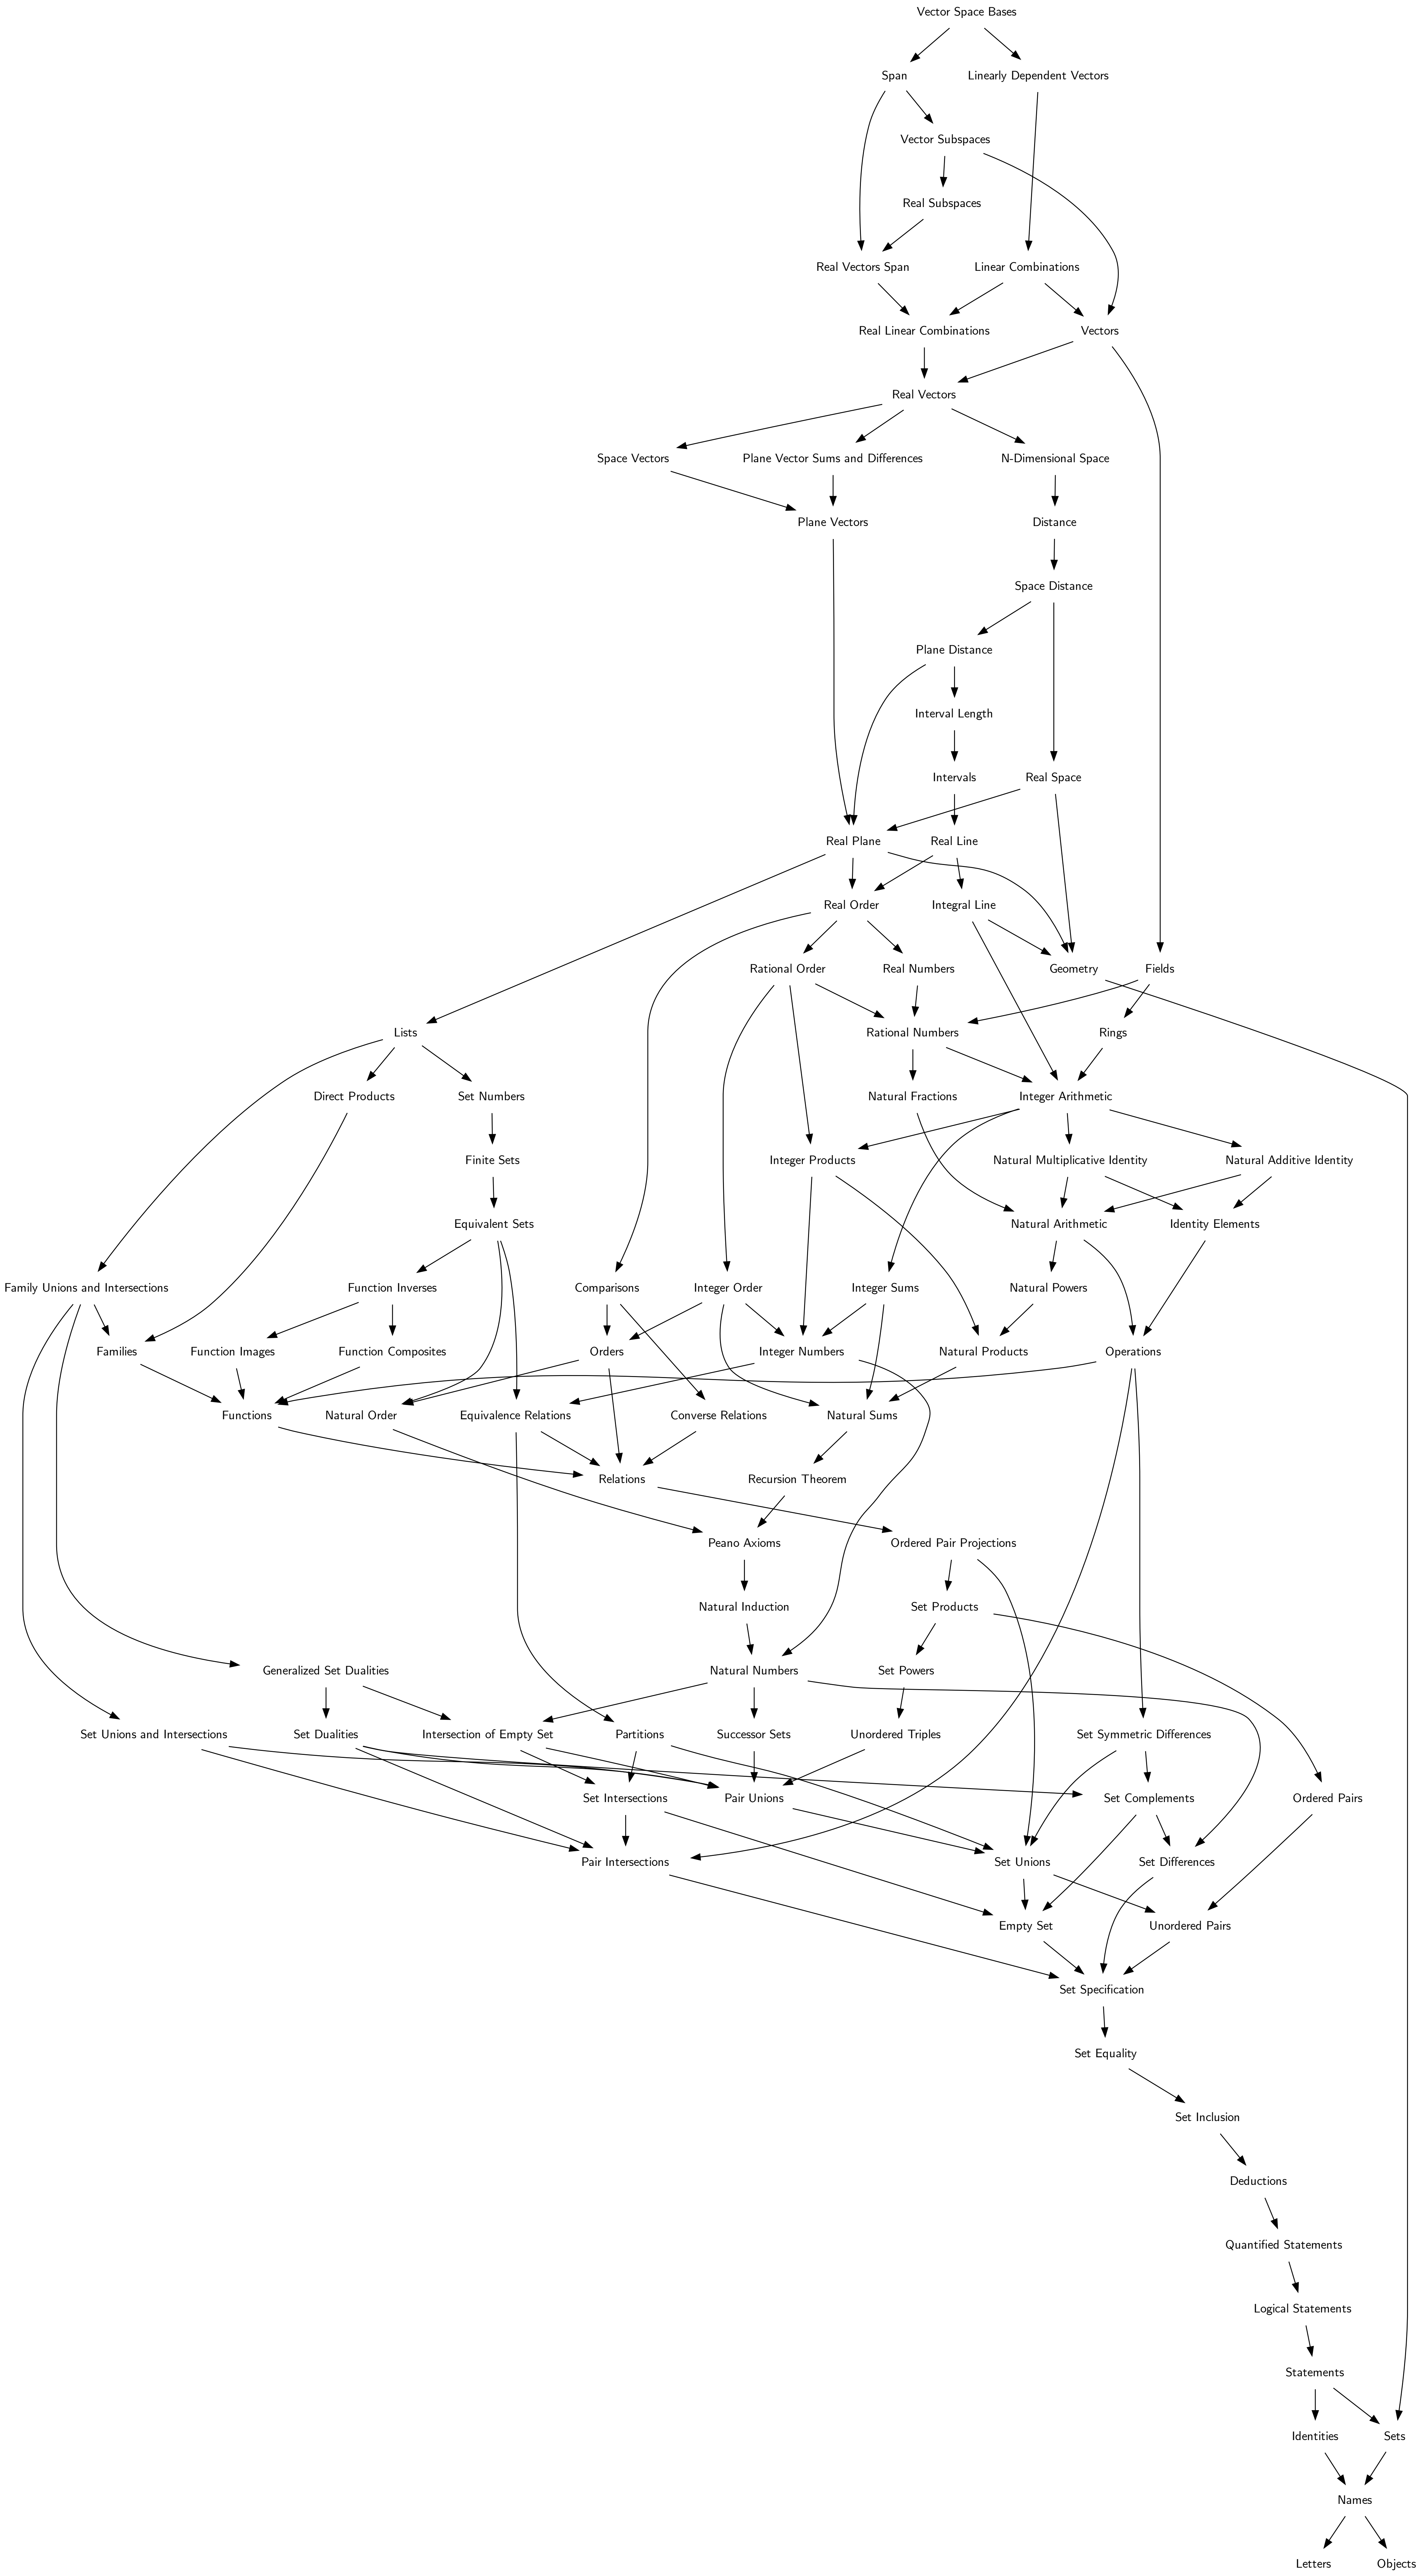 Vector Space Bases
Span
Linearly Dependent Vectors
Vector Subspaces
Real Subspaces
Real Vectors Span
Linear Combinations
Real Linear Combinations
Vectors
Real Vectors
Space Vectors
Plane Vector Sums and Differences
N-Dimensional Space
Plane Vectors
Distance
Space Distance
Plane Distance
Interval Length
Intervals
Real Space
Real Plane
Real Line
Real Order
Integral Line
Rational Order
Real Numbers
Geometry
Fields
Lists
Rational Numbers
Rings
Direct Products
Set Numbers
Natural Fractions
Integer Arithmetic
Finite Sets
Integer Products
Natural Multiplicative Identity
Natural Additive Identity
Equivalent Sets
Natural Arithmetic
Identity Elements
Family Unions and Intersections
Function Inverses
Comparisons
Integer Order
Integer Sums
Natural Powers
Families
Function Images
Function Composites
Orders
Integer Numbers
Natural Products
Operations
Functions
Natural Order
Equivalence Relations
Converse Relations
Natural Sums
Relations
Recursion Theorem
Peano Axioms
Ordered Pair Projections
Natural Induction
Set Products
Generalized Set Dualities
Natural Numbers
Set Powers
Set Unions and Intersections
Set Dualities
Intersection of Empty Set
Partitions
Successor Sets
Unordered Triples
Set Symmetric Differences
Set Intersections
Pair Unions
Set Complements
Ordered Pairs
Pair Intersections
Set Unions
Set Differences
Empty Set
Unordered Pairs
Set Specification
Set Equality
Set Inclusion
Deductions
Quantified Statements
Logical Statements
Statements
Identities
Sets
Names
Letters
Objects